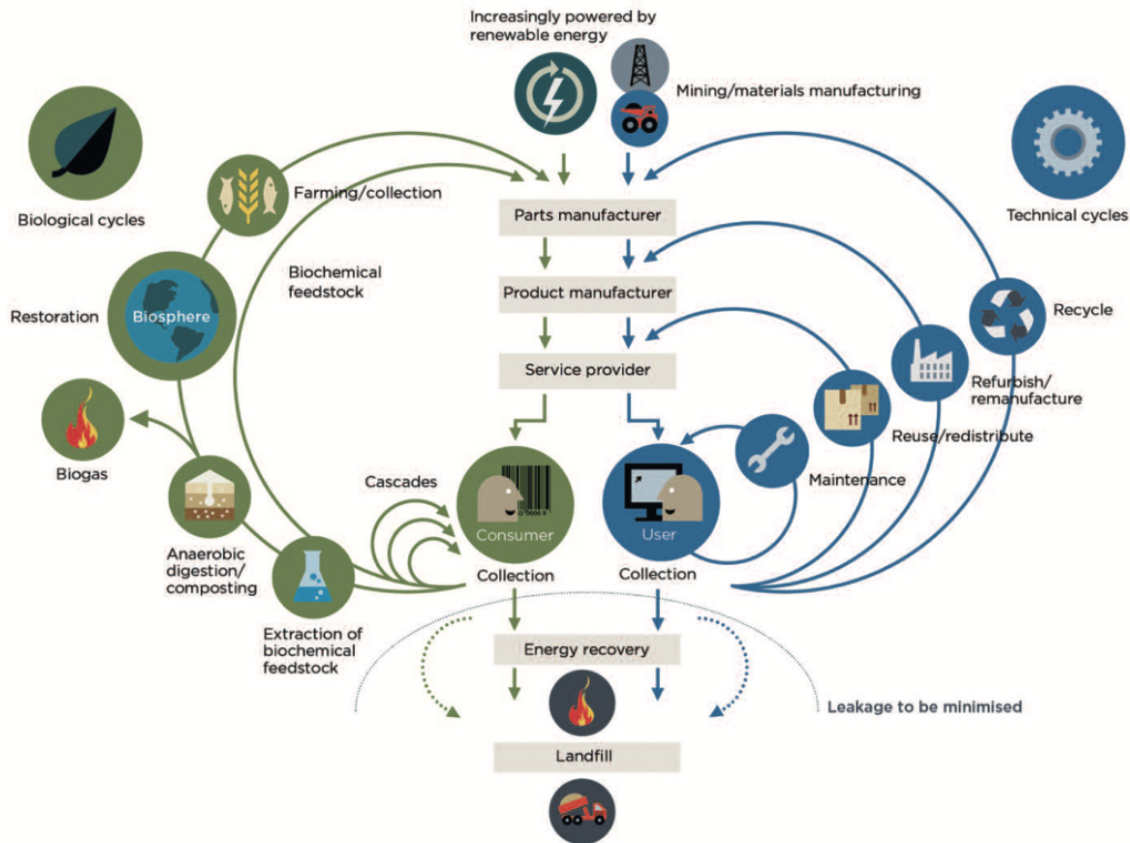 Increasingly powered by
renewable energy
Mining/materials manufacturing
Biological cycles
Technical cycles
Farming/collection
Parts manufacturer
Biochemical
feedstock
Product manufacturer
Restoration
Biosphere
Recycle
Service provider
Refurbish/
remanufacture
Reuse/redistribute
Biogas
Cascades
Maintenance
Consumer
User
Anaerobic
digestion/
composting
Collection
Collection
Extraction of
biochemical
feedstock
Energy recovery
Leakage to be minimised
Landfill